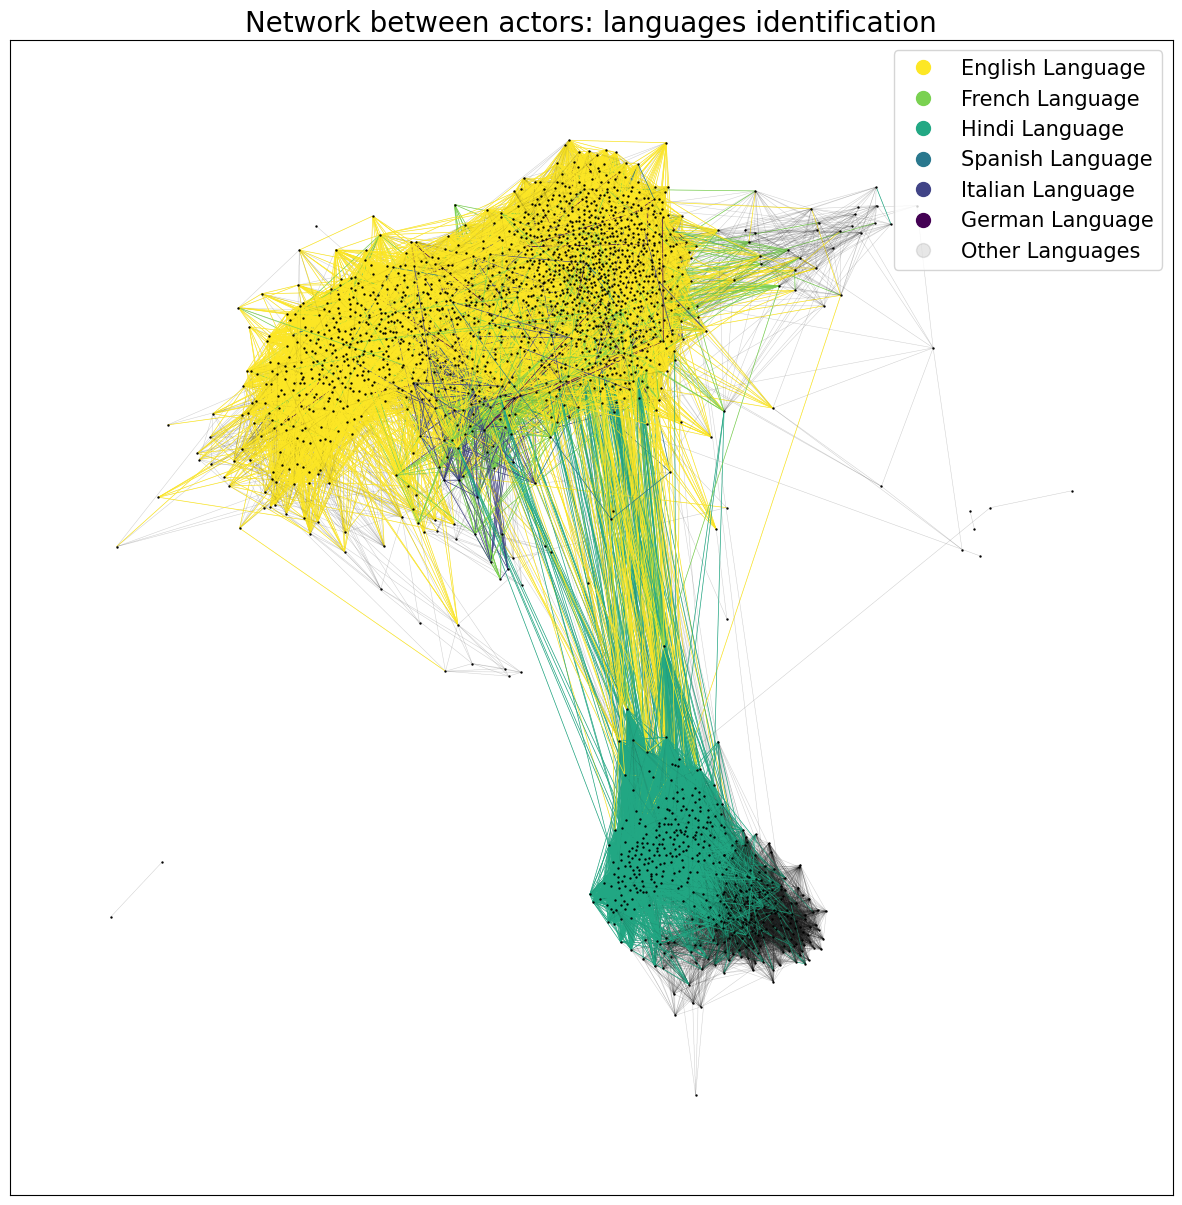 Network between actors: languages identification
English Language
French Language
Hindi Language
Spanish Language
Italian Language
German Language
Other Languages